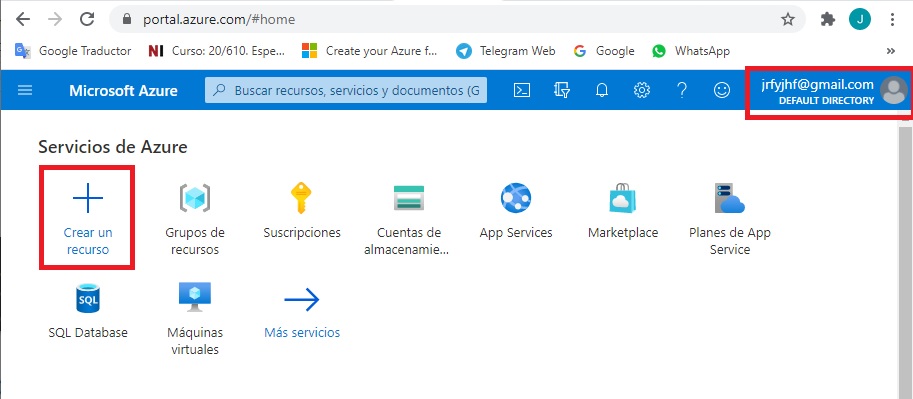 portal.azure.com/#home
J
Google Traductor
NI
Curso: 20/610. Espe...
Create your Azure f...
Telegram Web
Google
WhatsApp
»
Microsoft Azure
Buscar recursos, servicios y documentos (G
jrfyjhf@gmail.com
DEFAULT DIRECTORY
Servicios de Azure
Crear un
recurso
Grupos de
recursos
Suscripciones
Cuentas de
almacenamie...
App Services
Marketplace
Planes de App
Service
SQL
SQL Database
Máquinas
virtuales
Más servicios